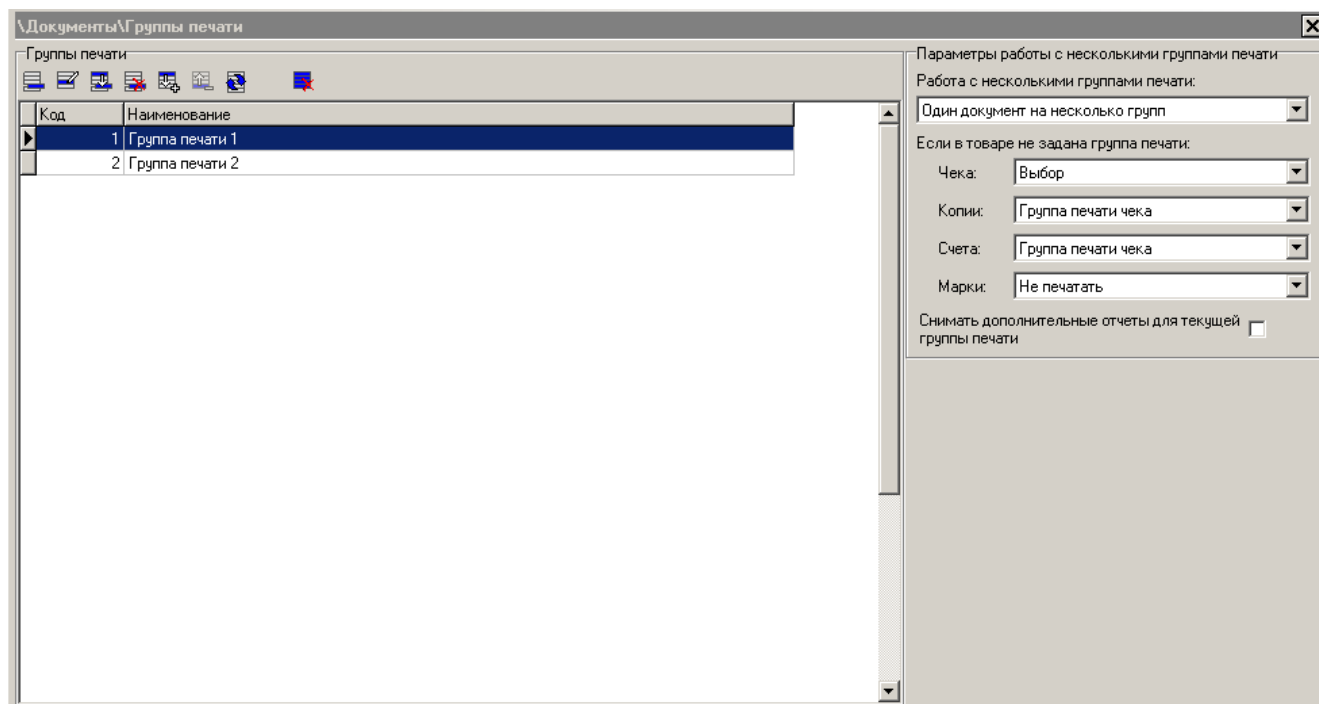 \Документы\Группы печати
Группы печати
Код Наименование
1 Группа печати 1
2 Группа печати 2
Параметры работы с несколькими группами печати
Работа с несколькими группами печати:
Один документ на несколько групп
Если в товаре не задана группа печати:
Чека: Выбор
Копии: Группа печати чека
Счета: Группа печати чека
Марки: Не печатать
Снимать дополнительные отчеты для текущей
группы печати